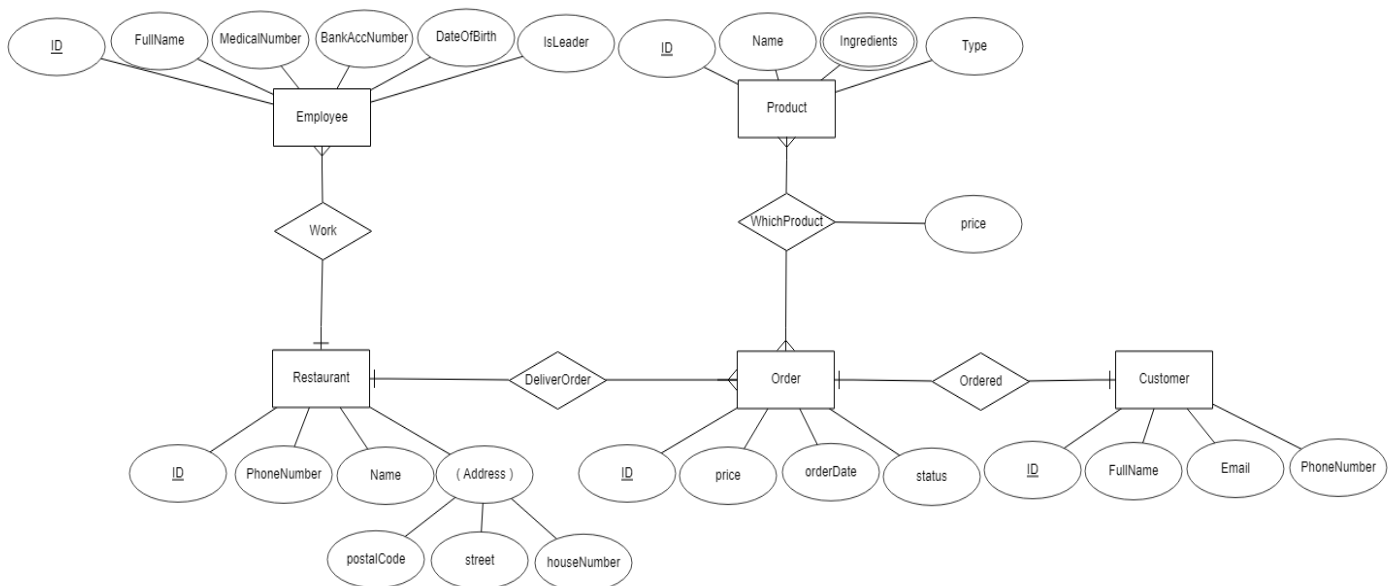 ID
FullName
MedicalNumber
BankAccNumber
DateOfBirth
IsLeader
ID
Name
Ingredients
Type
Employee
Product
Work
WhichProduct
price
Restaurant
DeliverOrder
Order
Ordered
Customer
ID
PhoneNumber
Name
( Address )
ID
price
orderDate
status
ID
FullName
Email
PhoneNumber
postalCode
street
houseNumber